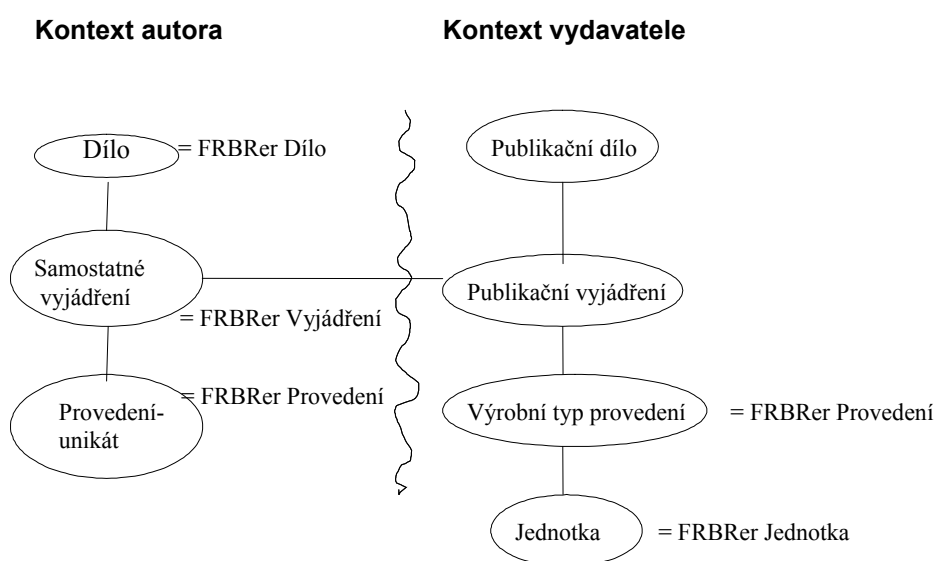 Kontext autora
Kontext vydavatele
Dílo
= FRBRer Dílo
Publikační dílo
Samostatné
vyjádření
= FRBRer Vyjádření
Publikační vyjádření
Provedení-
unikát
= FRBRer Provedení
Výrobní typ provedení
= FRBRer Provedení
Jednotka
= FRBRer Jednotka